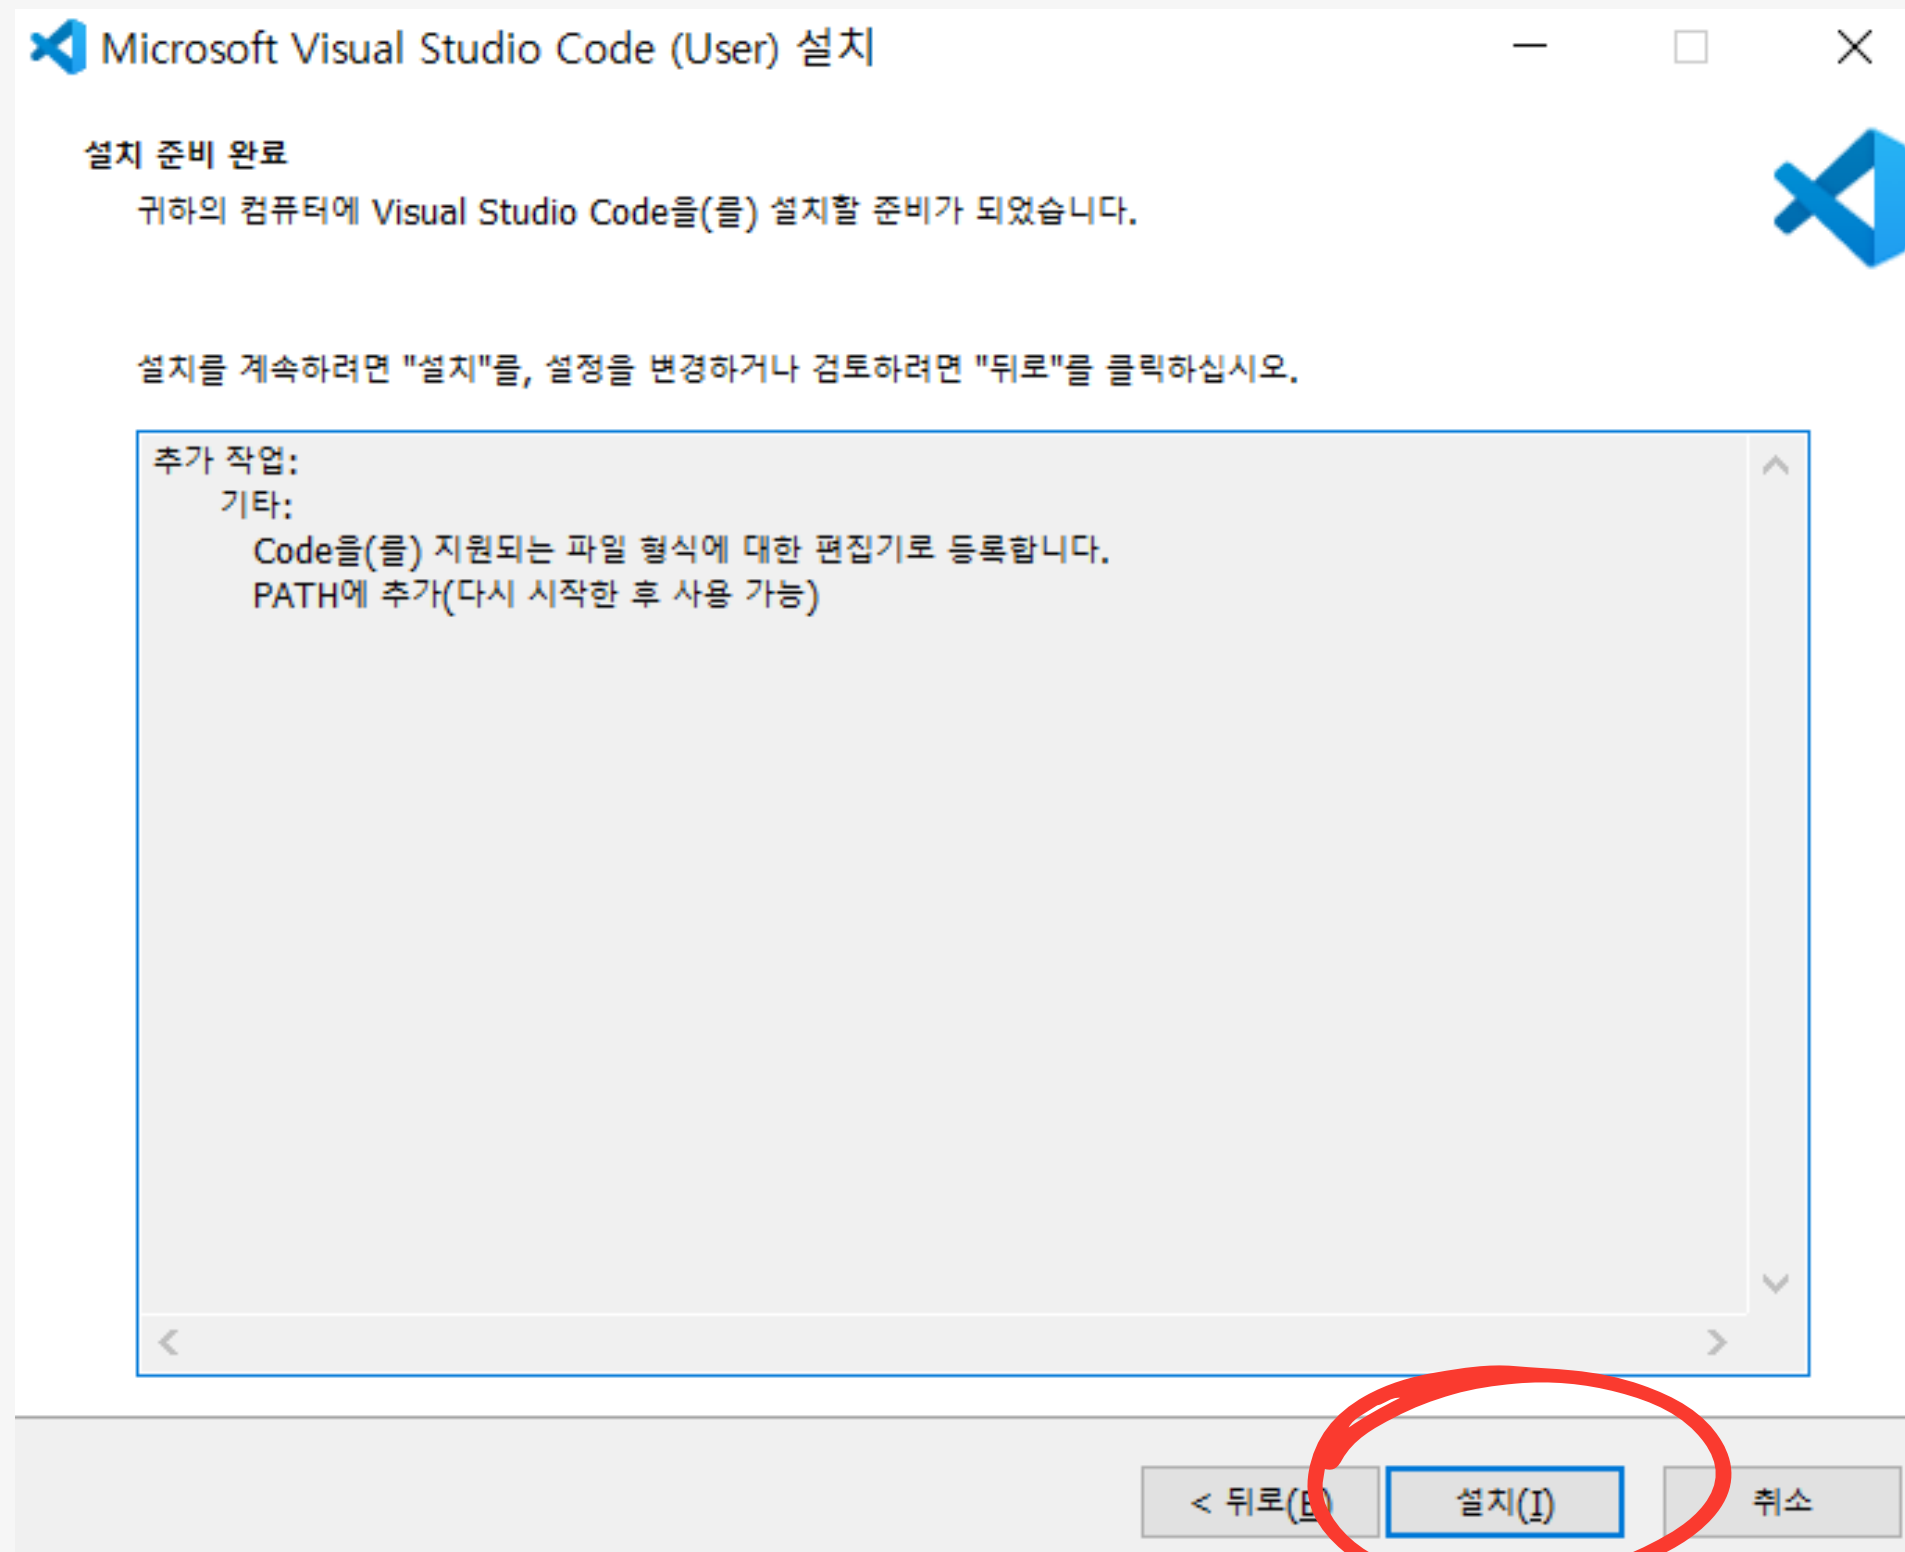 Microsoft Visual Studio Code (User) 설치
설치 준비 완료
귀하의 컴퓨터에 Visual Studio Code을(를) 설치할 준비가 되었습니다.
설치를 계속하려면 "설치"를, 설정을 변경하거나 검토하려면 "뒤로"를 클릭하십시오.
추가 작업:
기타:
Code을(를) 지원되는 파일 형식에 대한 편집기로 등록합니다.
PATH에 추가(다시 시작한 후 사용 가능)
< 뒤로(B) 설치(I) 취소